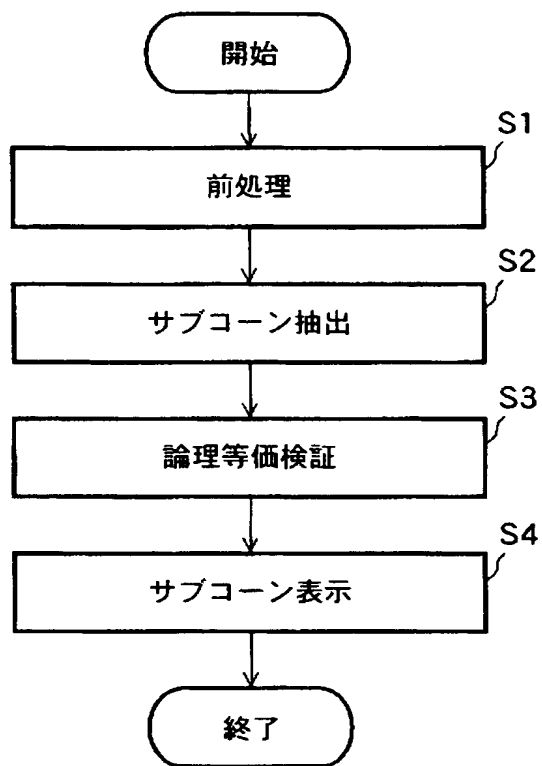 開始
S1
前処理
S2
サブコーン抽出
S3
論理等価検証
S4
サブコーン表示
終了